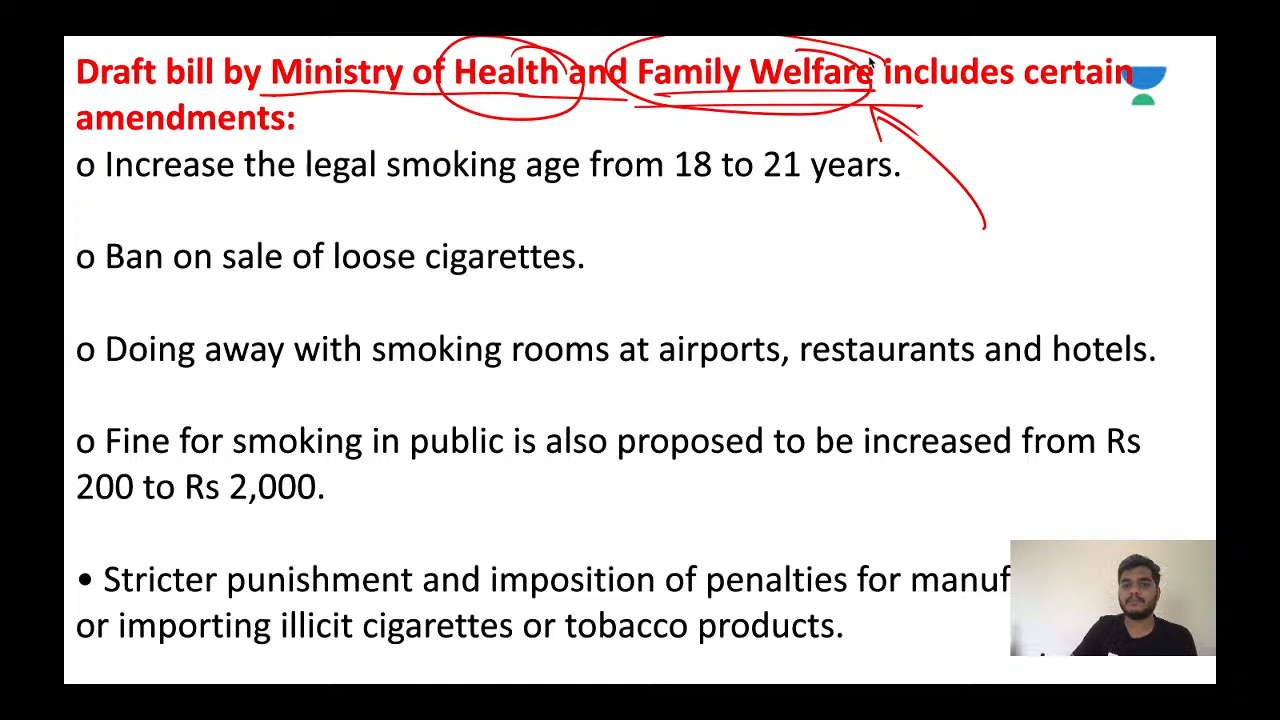 Draft bill by Ministry of Health and Family Welfare includes certain
amendments:
o Increase the legal smoking age from 18 to 21 years.
o Ban on sale of loose cigarettes.
o Doing away with smoking rooms at airports, restaurants and hotels.
o Fine for smoking in public is also proposed to be increased from Rs
200 to Rs 2,000.
• Stricter punishment and imposition of penalties for
or importing illicit cigarettes or tobacco products.